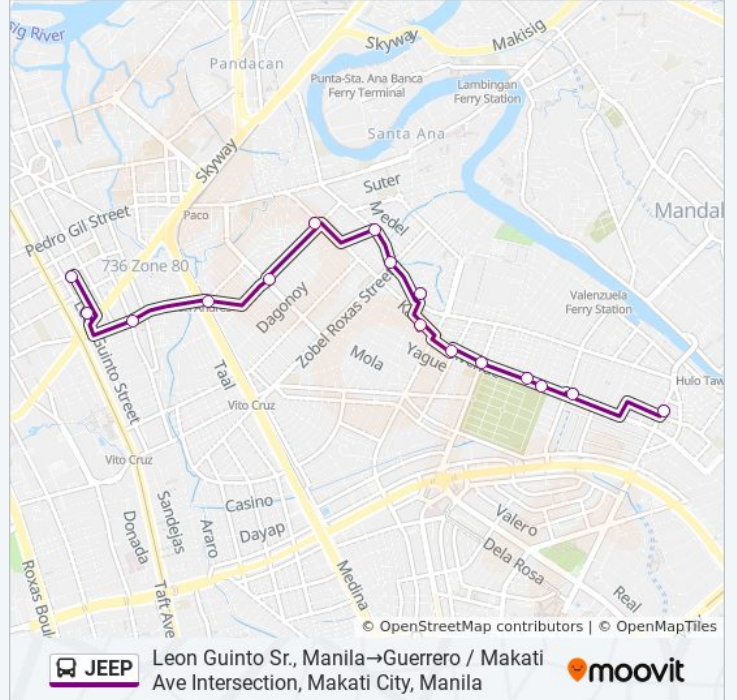 sig River
Skyway
Makisig
Pandacan
Punta-Sta. Ana Banca
Ferry Terminal
Lambingan
Ferry Station
Santa Ana
Skyway
Suter
Paco
Medel
Mandal
Pedro Gil Street
736 Zone 80
Valenzuela
Ferry Station
Dagonoy
Zobel Roxas Street
Guinto Street
Mola
Yague
Hulo Taw
Taal
Vito Cruz
Vito Cruz
Casino
Sandejas
Valero
Donada
Araro
Dayap
Dela Rosa
Medina
Real
Roxas Boul
Taft Ave
© OpenStreetMap contributors | © OpenMapTiles
JEEP
Leon Guinto Sr., Manila→Guerrero / Makati
Ave Intersection, Makati City, Manila
moovit